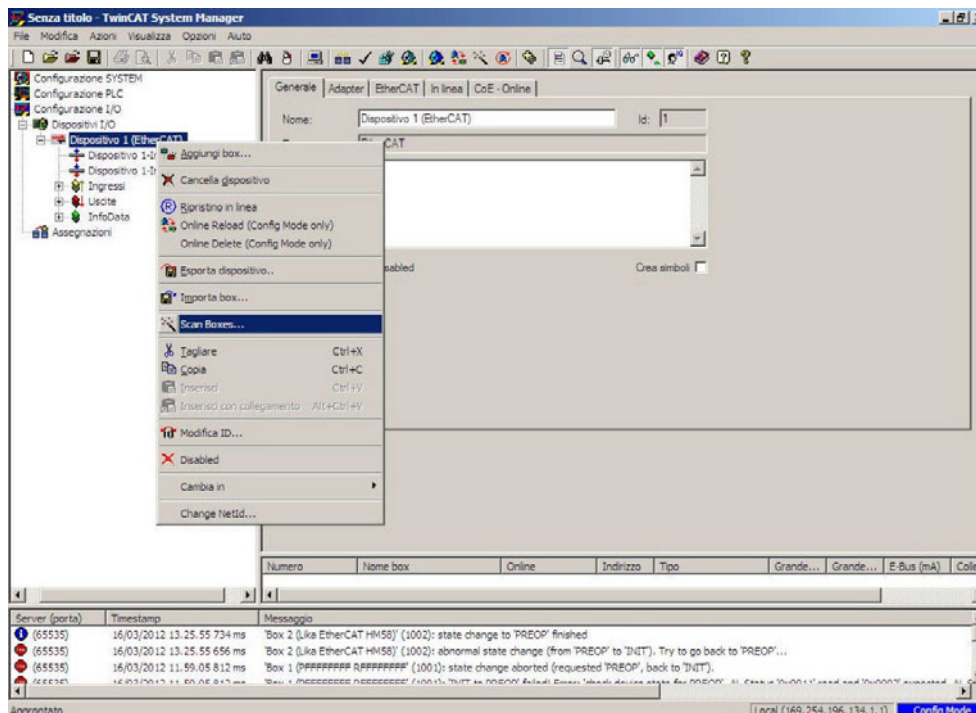 Senza titolo - TwinCAT System Manager
File Modifica Azioni Visualizza Opzioni Aiuto
Configurazione SYSTEM
Configurazione PLC
Configurazione I/O
Dispositivi I/O
Dispositivo 1 (EtherCAT)
Dispositivo 1-I
Dispositivo 1-I
Ingressi
Uscite
InfoData
Assegnazioni
Aggiungi box...
Cancella dispositivo
Ripristino in linea
Online Reload (Config Mode only)
Online Delete (Config Mode only)
Esporta dispositivo..
Importa box...
Scan Boxes...
Tagliare Ctrl+X
Copia Ctrl+C
Inserisci Ctrl+V
Inserisci con collegamento Alt+Ctrl+V
Modifica ID...
Disabled
Cambia in
Change NetId...
Generale Adapter EtherCAT In linea CoE - Online
Nome: Dispositivo 1 (EtherCAT) Id: 1
CAT
sabled Crea simboli
Numero Nome box Online Indirizzo Tipo Grande... Grande... E-Bus (mA) Colle
Server (porta) Timestamp Messaggio
(65535) 16/03/2012 13.25.55 734 ms 'Box 2 (Lika EtherCAT HM58)' (1002): state change to 'PREOP' finished
(65535) 16/03/2012 13.25.55 656 ms 'Box 2 (Lika EtherCAT HM58)' (1002): abnormal state change (from 'PREOP' to 'INIT'). Try to go back to 'PREOP'...
(65535) 16/03/2012 11.59.05 812 ms 'Box 1 (PFFFFFFFF RFFFFFFFF)' (1001): state change aborted (requested 'PREOP', back to 'INIT').
Approntato Local (169.254.196.134.1.1) Config Mode